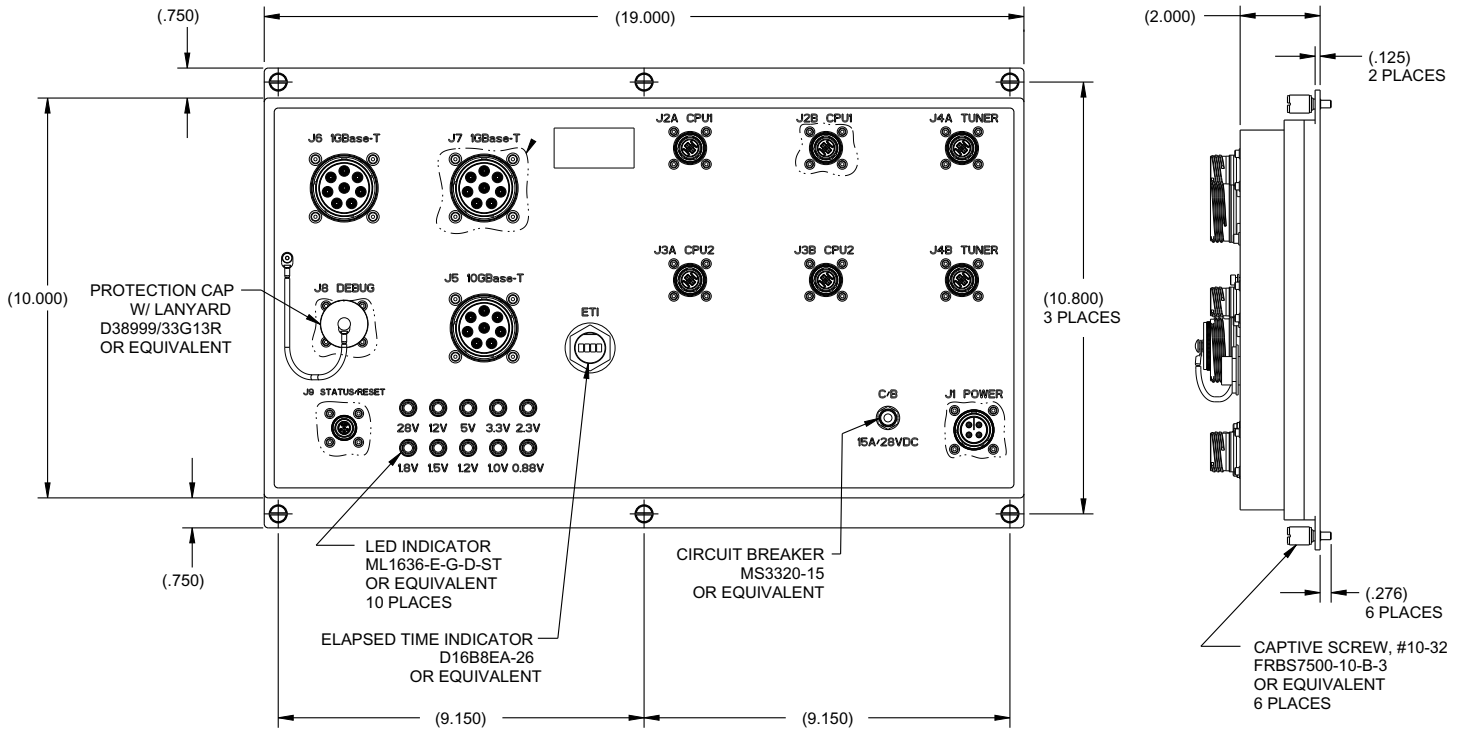 (.750)
(19.000)
(2.000)
(.125)
2 PLACES
J6 1GBase-T
J7 1GBase-T
J2A CPU1
J2B CPU1
J4A TUNER
J3A CPU2
J3B CPU2
J4B TUNER
(10.000)
PROTECTION CAP
W/ LANYARD
D38999/33G13R
OR EQUIVALENT
J8 DEBUG
J5 10GBase-T
ETI
(10.800)
3 PLACES
J9 STATUS/RESET
28V 12V 5V 3.3V 2.3V
1.8V 1.5V 1.2V 1.0V 0.88V
C/B
15A/28VDC
J1 POWER
(.750)
LED INDICATOR
ML1636-E-G-D-ST
OR EQUIVALENT
10 PLACES
ELAPSED TIME INDICATOR
D16B8EA-26
OR EQUIVALENT
CIRCUIT BREAKER
MS3320-15
OR EQUIVALENT
(.276)
6 PLACES
CAPTIVE SCREW, #10-32
FRBS7500-10-B-3
OR EQUIVALENT
6 PLACES
(9.150)
(9.150)